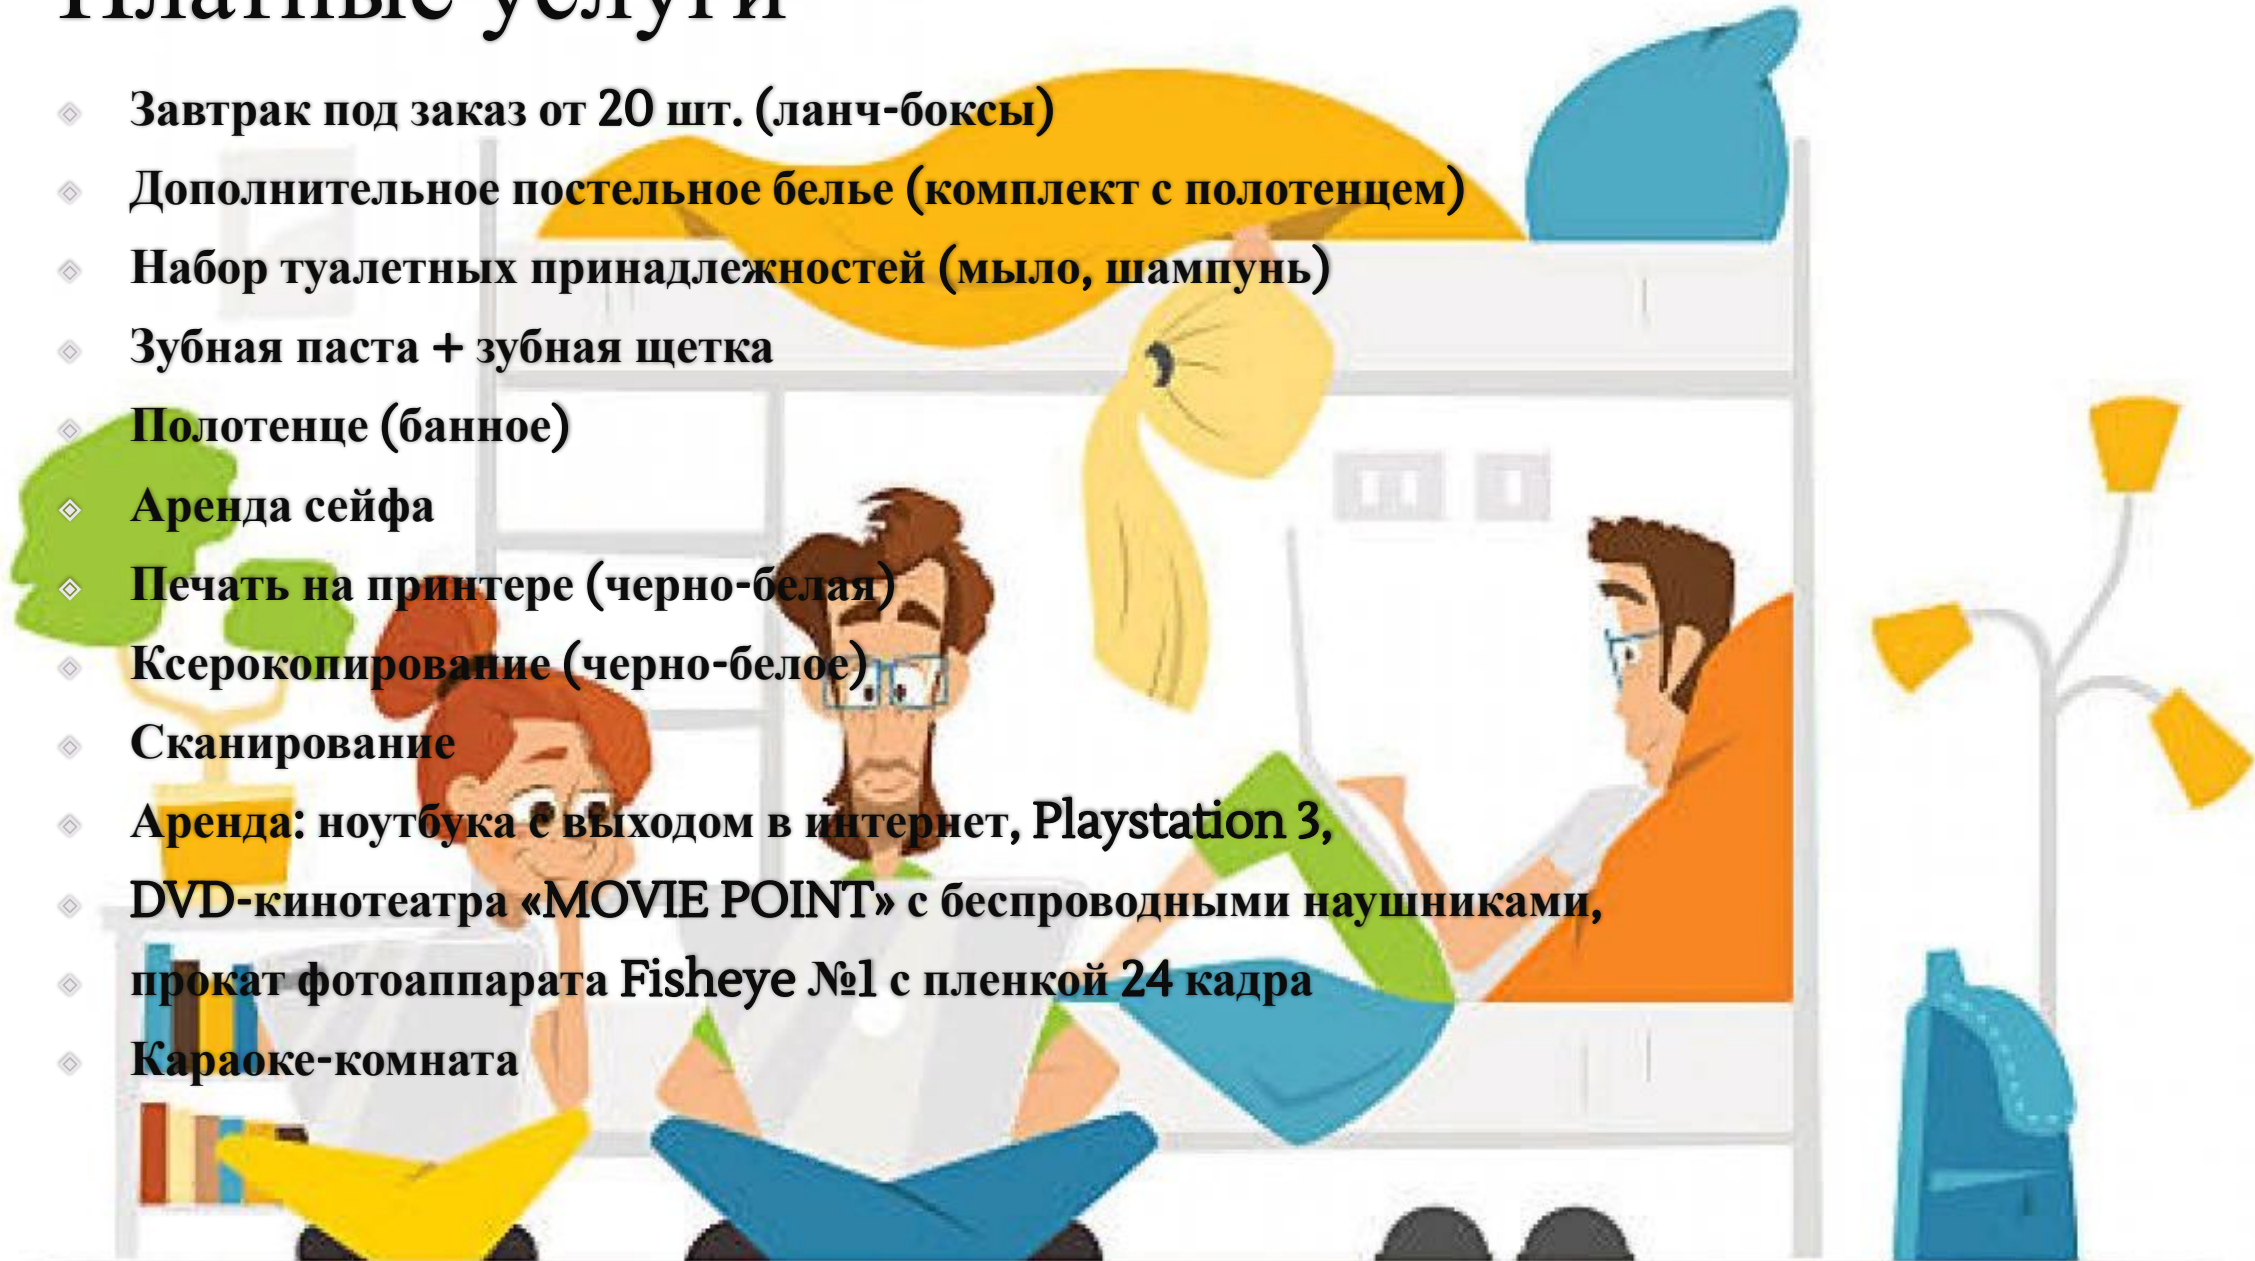 Платные услуги
Завтрак под заказ от 20 шт. (ланч-боксы)
Дополнительное постельное белье (комплект с полотенцем)
Набор туалетных принадлежностей (мыло, шампунь)
Зубная паста + зубная щетка
Полотенце (банное)
Аренда сейфа
Печать на принтере (черно-белая)
Ксерокопирование (черно-белое)
Сканирование
Аренда: ноутбука с выходом в интернет, Playstation 3,
DVD-кинотеатра «MOVIE POINT» с беспроводными наушниками,
прокат фотоаппарата Fisheye №1 с пленкой 24 кадра
Караоке-комната